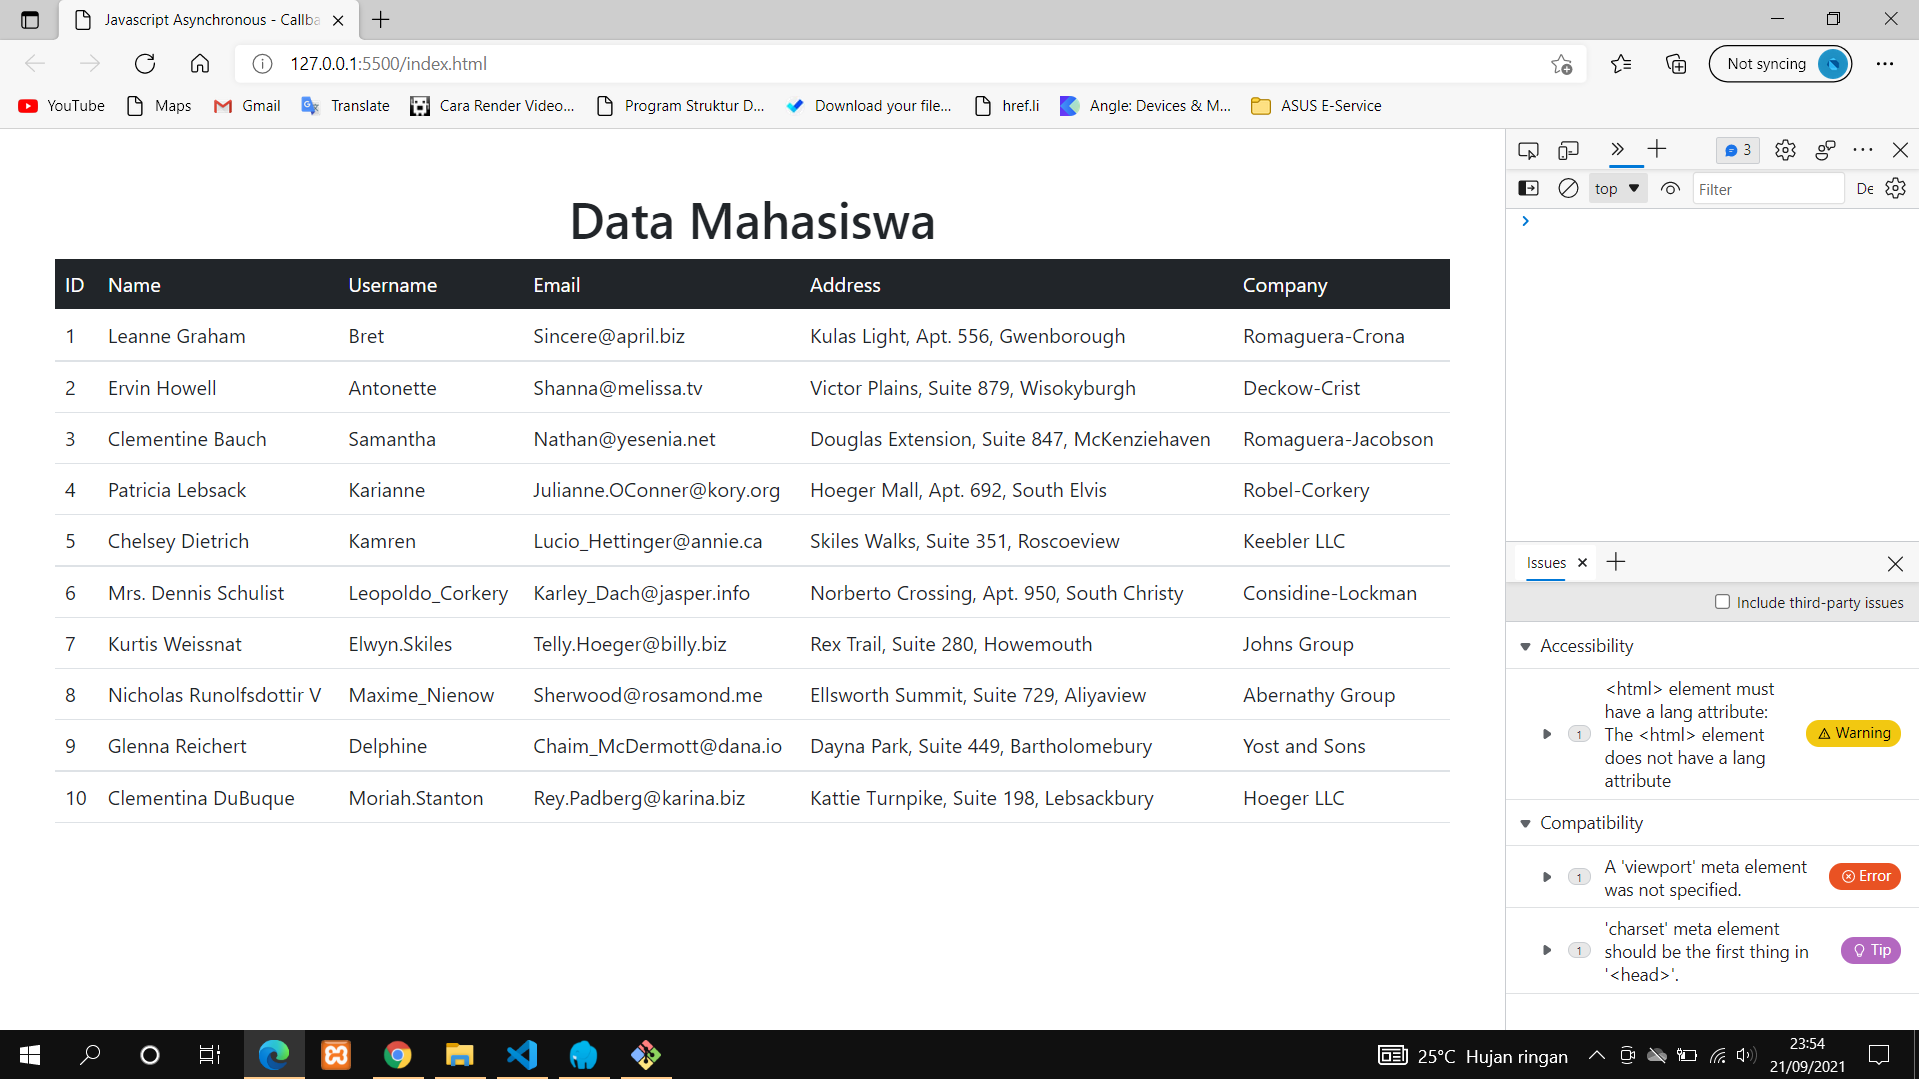 Javascript Asynchronous - Callba
127.0.0.1:5500/index.html
Not syncing
YouTube Maps Gmail Translate Cara Render Video... Program Struktur D... Download your file... href.li Angle: Devices & M... ASUS E-Service
3
top Filter De
Data Mahasiswa
ID Name Username Email Address Company
1 Leanne Graham Bret Sincere@april.biz Kulas Light, Apt. 556, Gwenborough Romaguera-Crona
2 Ervin Howell Antonette Shanna@melissa.tv Victor Plains, Suite 879, Wisokyburgh Deckow-Crist
3 Clementine Bauch Samantha Nathan@yesenia.net Douglas Extension, Suite 847, McKenziehaven Romaguera-Jacobson
4 Patricia Lebsack Karianne Julianne.OConner@kory.org Hoeger Mall, Apt. 692, South Elvis Robel-Corkery
5 Chelsey Dietrich Kamren Lucio_Hettinger@annie.ca Skiles Walks, Suite 351, Roscoeview Keebler LLC
6 Mrs. Dennis Schulist Leopoldo_Corkery Karley_Dach@jasper.info Norberto Crossing, Apt. 950, South Christy Considine-Lockman
7 Kurtis Weissnat Elwyn.Skiles Telly.Hoeger@billy.biz Rex Trail, Suite 280, Howemouth Johns Group
8 Nicholas Runolfsdottir V Maxime_Nienow Sherwood@rosamond.me Ellsworth Summit, Suite 729, Aliyaview Abernathy Group
9 Glenna Reichert Delphine Chaim_McDermott@dana.io Dayna Park, Suite 449, Bartholomebury Yost and Sons
10 Clementina DuBuque Moriah.Stanton Rey.Padberg@karina.biz Kattie Turnpike, Suite 198, Lebsackbury Hoeger LLC
Issues
Include third-party issues
Accessibility
<html> element must
have a lang attribute:
1 The <html> element Warning
does not have a lang
attribute
Compatibility
1 A 'viewport' meta element Error
was not specified.
'charset' meta element
1 should be the first thing in Tip
'<head>'.
25°C Hujan ringan
23:54
21/09/2021